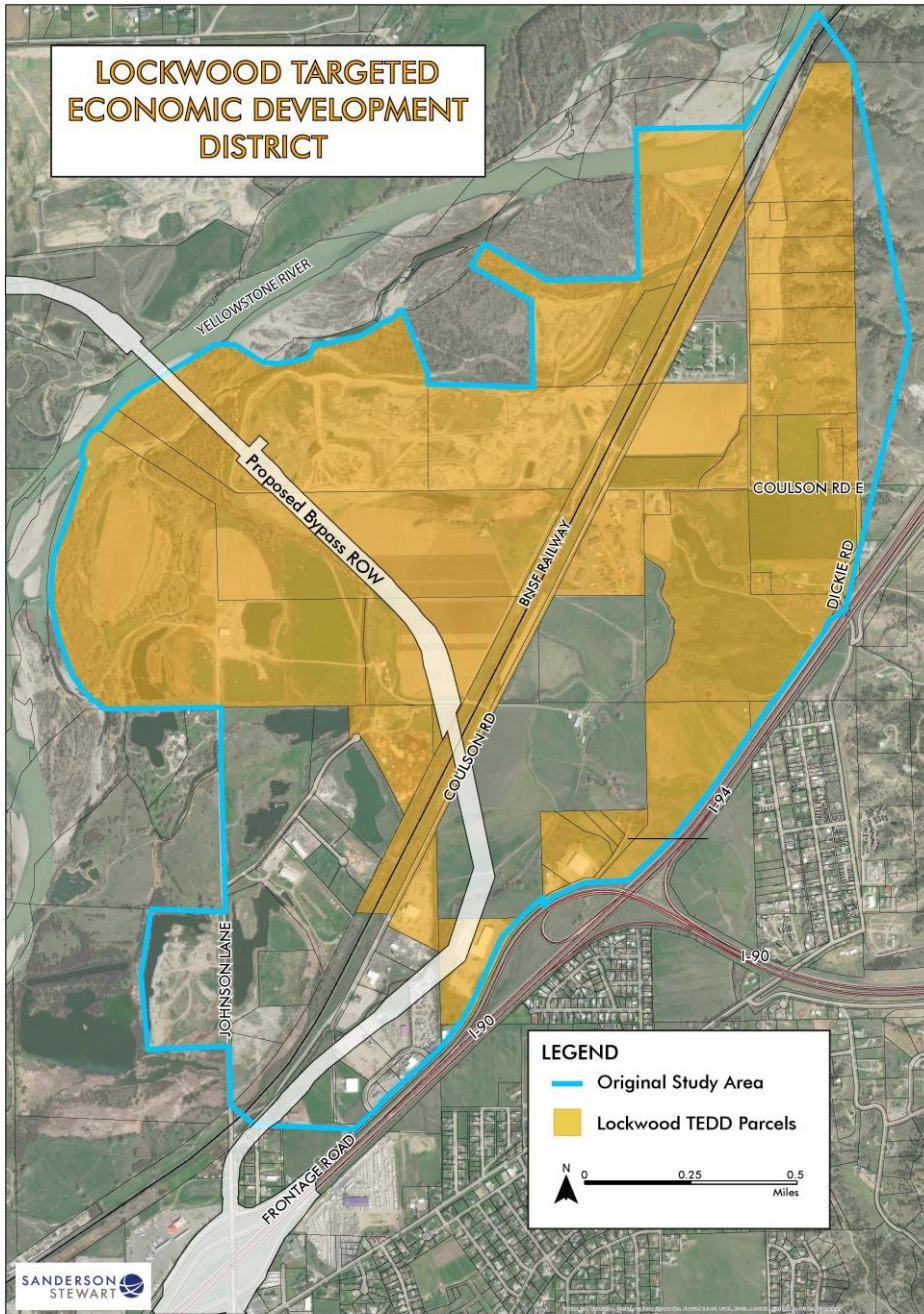 LOCKWOOD TARGETED
ECONOMIC DEVELOPMENT
DISTRICT
YELLOWSTONE RIVER
Proposed Bypass ROW
COULSON RD E
BNSF RAILWAY
DICKIE RD
COULSON RD
I-94
JOHNSON LANE
I-90
I-90
FRONTAGE ROAD
LEGEND
Original Study Area
Lockwood TEDD Parcels
N
0 0.25 0.5
Miles
SANDERSON
STEWART